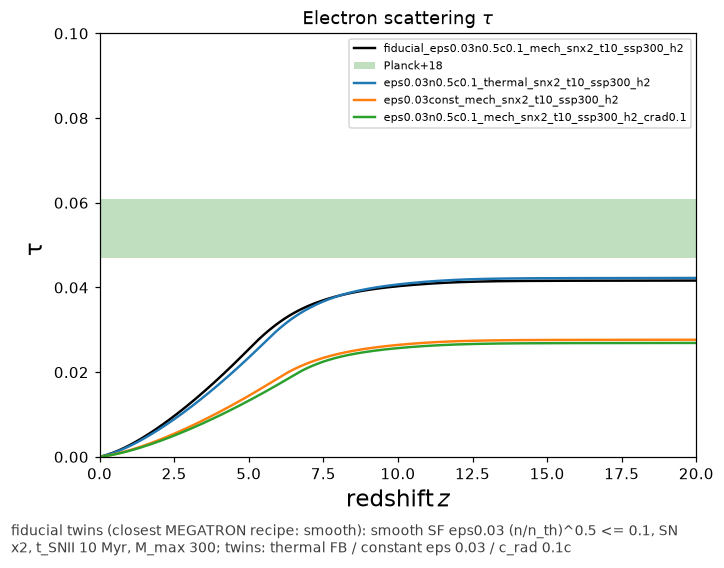 Electron scattering τ
0.10
0.08
0.06
0.04
0.02
0.00
τ
fiducial_eps0.03n0.5c0.1_mech_snx2_t10_ssp300_h2
Planck+18
eps0.03n0.5c0.1_thermal_snx2_t10_ssp300_h2
eps0.03const_mech_snx2_t10_ssp300_h2
eps0.03n0.5c0.1_mech_snx2_t10_ssp300_h2_crad0.1
0.0 2.5 5.0 7.5 10.0 12.5 15.0 17.5 20.0
redshift z
fiducial twins (closest MEGATRON recipe: smooth): smooth SF eps0.03 (n/n_th)^0.5 <= 0.1, SN
x2, t_SNII 10 Myr, M_max 300; twins: thermal FB / constant eps 0.03 / c_rad 0.1c